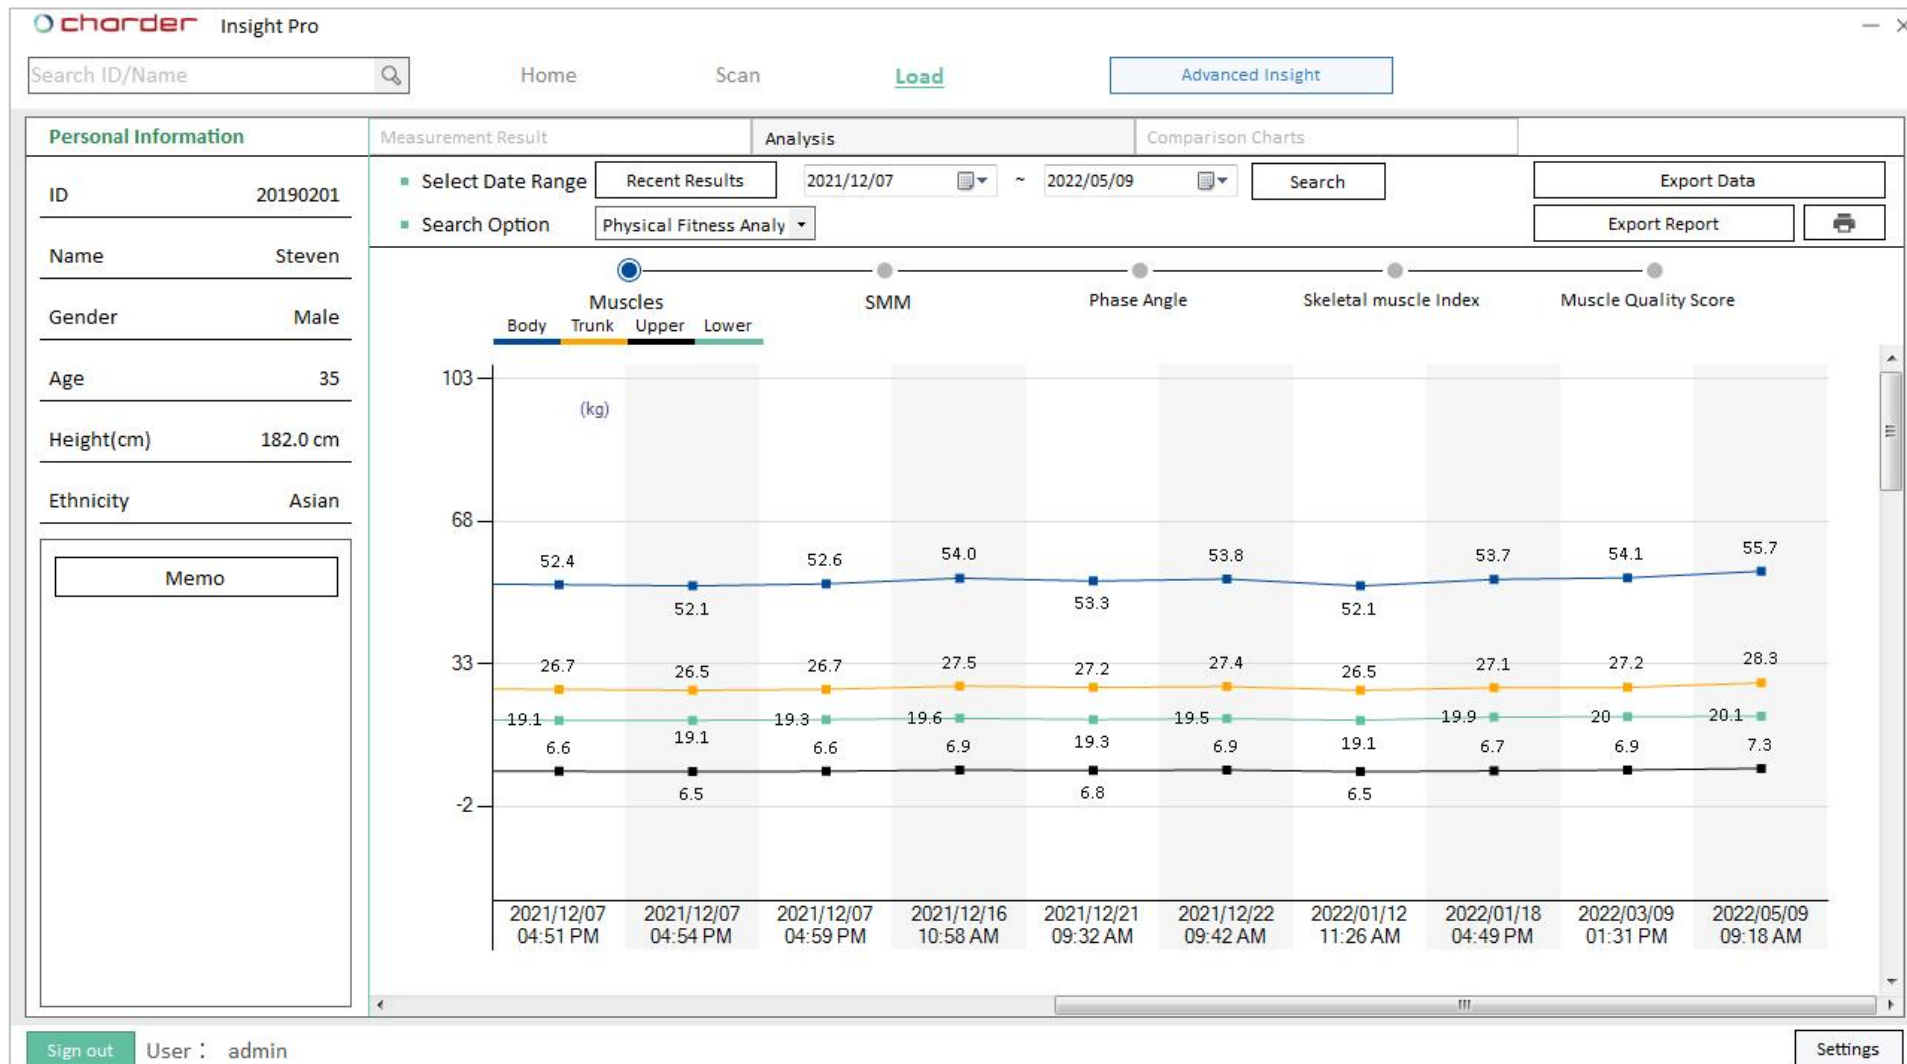 charder Insight Pro
Search ID/Name
Home Scan Load Advanced Insight
Personal Information
ID 20190201
Name Steven
Gender Male
Age 35
Height(cm) 182.0 cm
Ethnicity Asian
Memo
Measurement Result Analysis Comparison Charts
Select Date Range Recent Results 2021/12/07 ~ 2022/05/09 Search Export Data
Search Option Physical Fitness Analy Export Report
Muscles SMM Phase Angle Skeletal muscle Index Muscle Quality Score
Body Trunk Upper Lower
103
(kg)
68
52.4 52.1 52.6 54.0 53.3 53.8 52.1 53.7 54.1 55.7
33
26.7 26.5 26.7 27.5 27.2 27.4 26.5 27.1 27.2 28.3
19.1 19.1 19.3 19.6 19.3 19.5 19.1 19.9 20 20.1
6.6 6.5 6.6 6.9 6.8 6.9 6.5 6.7 6.9 7.3
-2
2021/12/07 2021/12/07 2021/12/07 2021/12/16 2021/12/21 2021/12/22 2022/01/12 2022/01/18 2022/03/09 2022/05/09
04:51 PM 04:54 PM 04:59 PM 10:58 AM 09:32 AM 09:42 AM 11:26 AM 04:49 PM 01:31 PM 09:18 AM
Sign out User : admin Settings